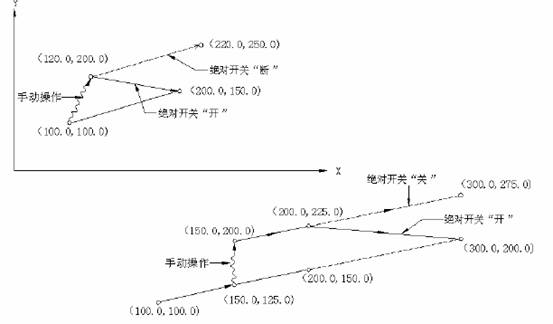 Y
(220.0,250.0)
(120.0,200.0)
绝对开关“断”
(200.0,150.0)
手动操作
绝对开关“开”
(100.0,100.0)
X
绝对开关“关”
(300.0,275.0]
(200.0,225.0)
(150.0,200.0)
绝对开关“开”
(300.0,200.0]
手动操作
(200.0,150.0)
(100.0,100.0)
(150.0,125.0)